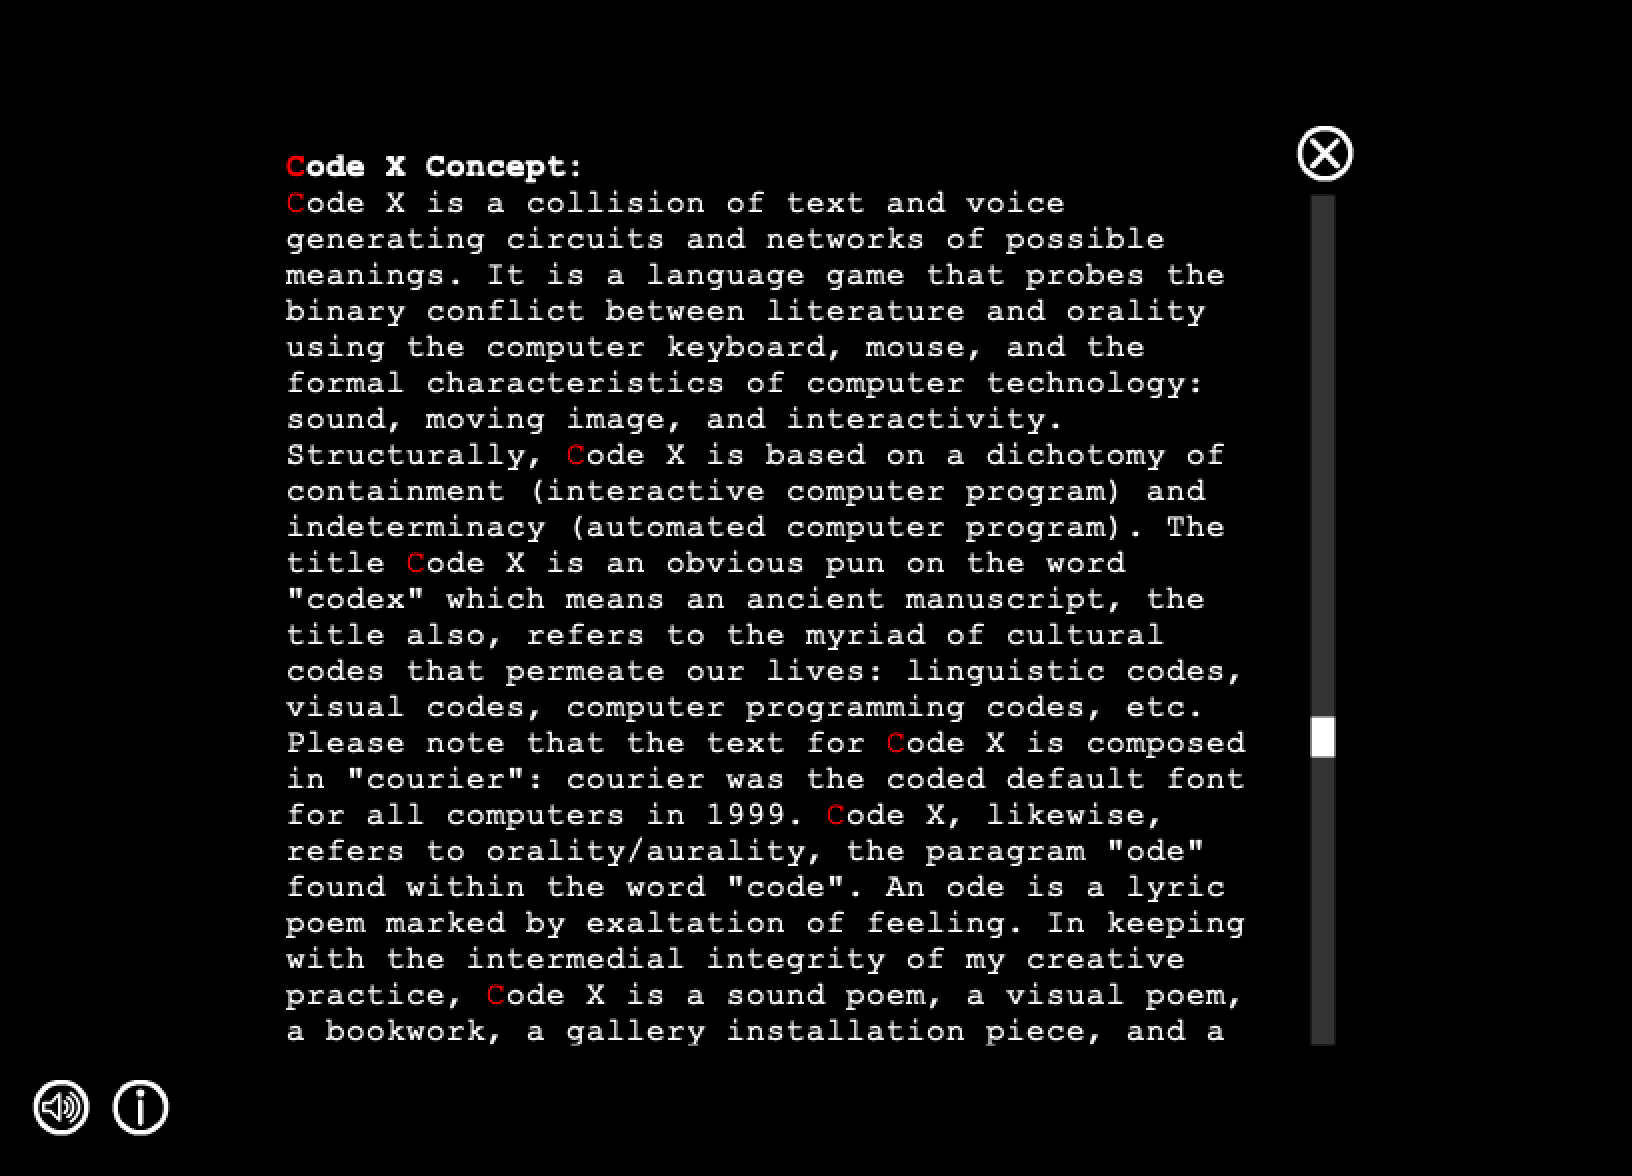 Code X Concept:
Code X is a collision of text and voice
generating circuits and networks of possible
meanings. It is a language game that probes the
binary conflict between literature and orality
using the computer keyboard, mouse, and the
formal characteristics of computer technology:
sound, moving image, and interactivity.
Structurally, Code X is based on a dichotomy of
containment (interactive computer program) and
indeterminacy (automated computer program). The
title Code X is an obvious pun on the word
"codex" which means an ancient manuscript, the
title also, refers to the myriad of cultural
codes that permeate our lives: linguistic codes,
visual codes, computer programming codes, etc.
Please note that the text for Code X is composed
in "courier": courier was the coded default font
for all computers in 1999. Code X, likewise,
refers to orality/aurality, the paragram "ode"
found within the word "code". An ode is a lyric
poem marked by exaltation of feeling. In keeping
with the intermedial integrity of my creative
practice, Code X is a sound poem, a visual poem,
a bookwork, a gallery installation piece, and a